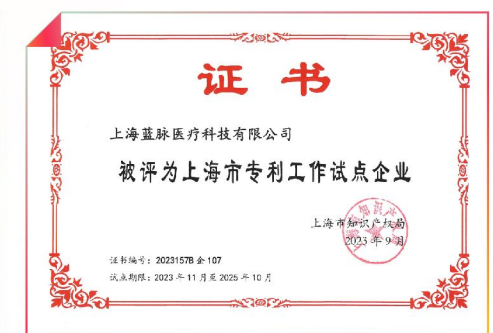 证书
上海蓝脉医疗科技有限公司
被评为上海市专利工作试点企业
上海市知识产权局
2023年9月
证书编号：2023157B金107
试点期限：2023年11月至2025年10月